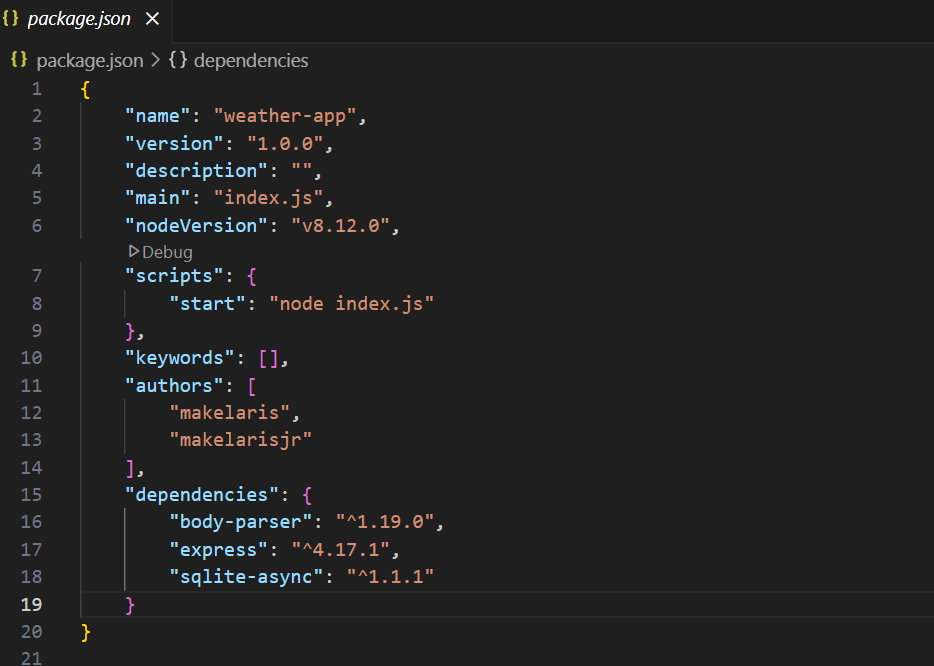 {} package.json ×
{} package.json > {} dependencies
1 {
2     "name": "weather-app",
3     "version": "1.0.0",
4     "description": "",
5     "main": "index.js",
6     "nodeVersion": "v8.12.0",
Debug
7     "scripts": {
8         "start": "node index.js"
9     },
10     "keywords": [],
11     "authors": [
12         "makelaris",
13         "makelarisjr"
14     ],
15     "dependencies": {
16         "body-parser": "^1.19.0",
17         "express": "^4.17.1",
18         "sqlite-async": "^1.1.1"
19     }
20 }
21